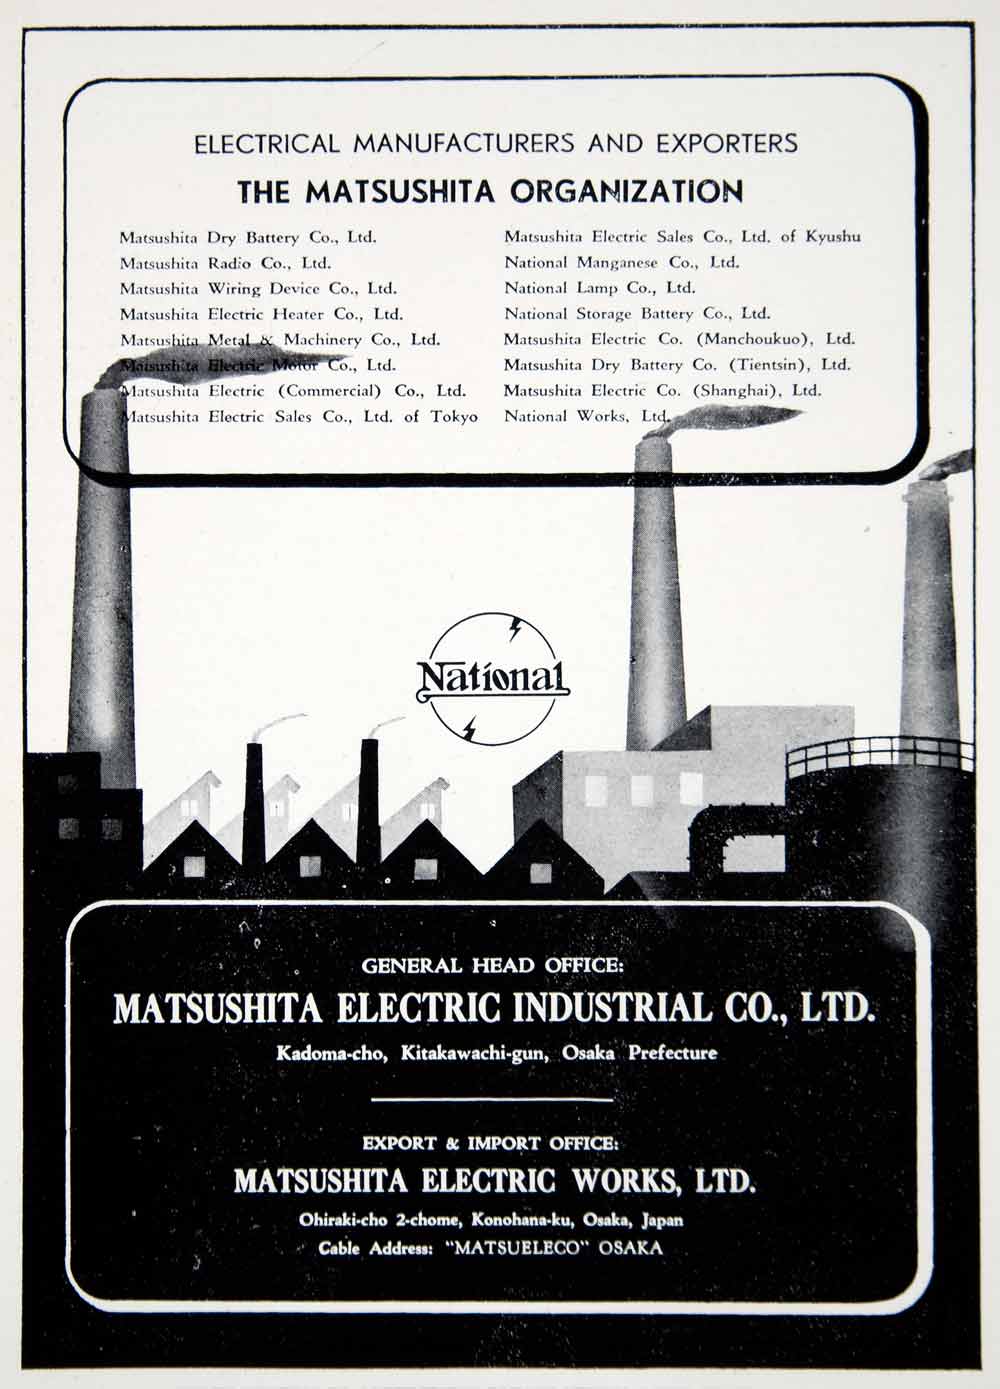 ELECTRICAL MANUFACTURERS AND EXPORTERS
THE MATSUSHITA ORGANIZATION
Matsushita Dry Battery Co., Ltd.
Matsushita Radio Co., Ltd.
Matsushita Wiring Device Co., Ltd.
Matsushita Electric Heater Co., Ltd.
Matsushita Metal & Machinery Co., Ltd.
Matsushita Electric Motor Co., Ltd.
Matsushita Electric (Commercial) Co., Ltd.
Matsushita Electric Sales Co., Ltd. of Tokyo
Matsushita Electric Sales Co., Ltd. of Kyushu
National Manganese Co., Ltd.
National Lamp Co., Ltd.
National Storage Battery Co., Ltd.
Matsushita Electric Co. (Manchoukuo), Ltd.
Matsushita Dry Battery Co. (Tientsin), Ltd.
Matsushita Electric Co. (Shanghai), Ltd.
National Works, Ltd.
National
GENERAL HEAD OFFICE:
MATSUSHITA ELECTRIC INDUSTRIAL CO., LTD.
Kadoma-cho, Kitakawachi-gun, Osaka Prefecture
EXPORT & IMPORT OFFICE:
MATSUSHITA ELECTRIC WORKS, LTD.
Ohiraki-cho 2-chome, Konohana-ku, Osaka, Japan
Cable Address: "MATSUELECO" OSAKA